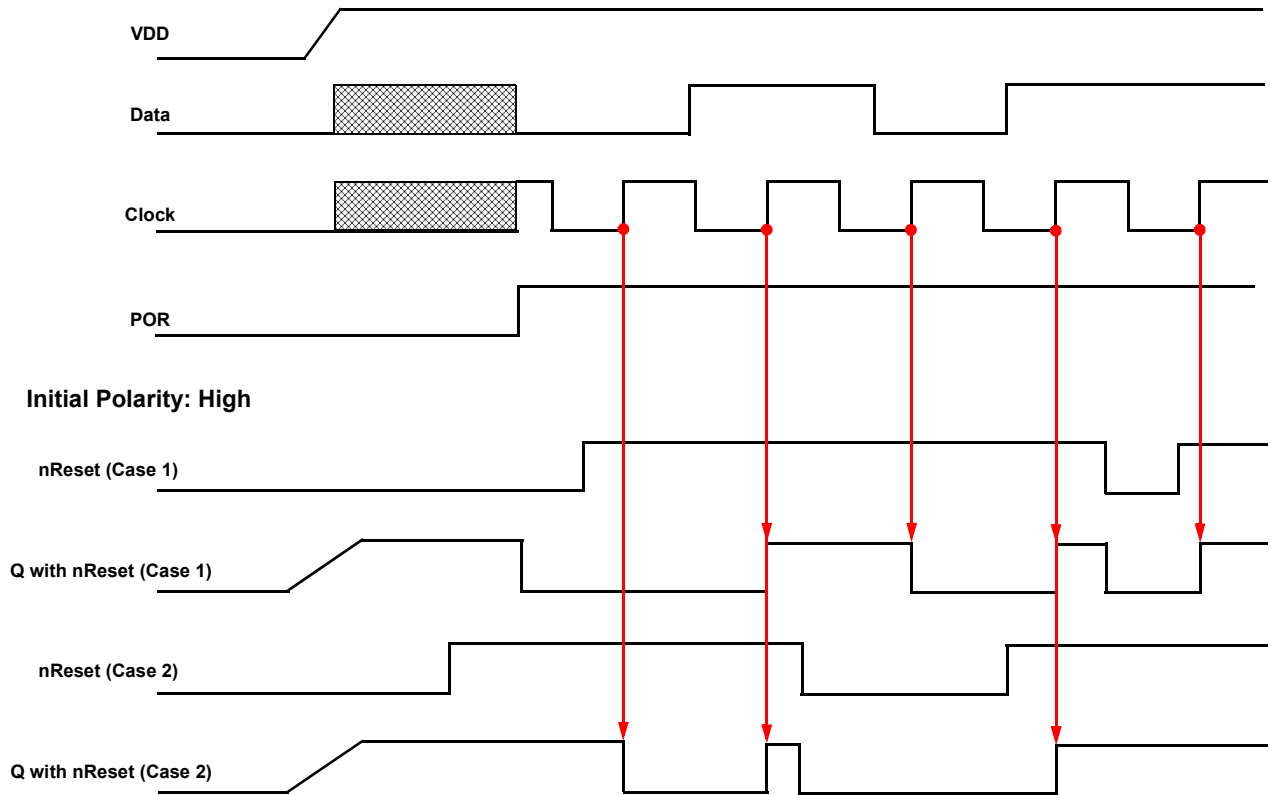 VDD
Data
Clock
POR
Initial Polarity: High
nReset (Case 1)
Q with nReset (Case 1)
nReset (Case 2)
Q with nReset (Case 2)